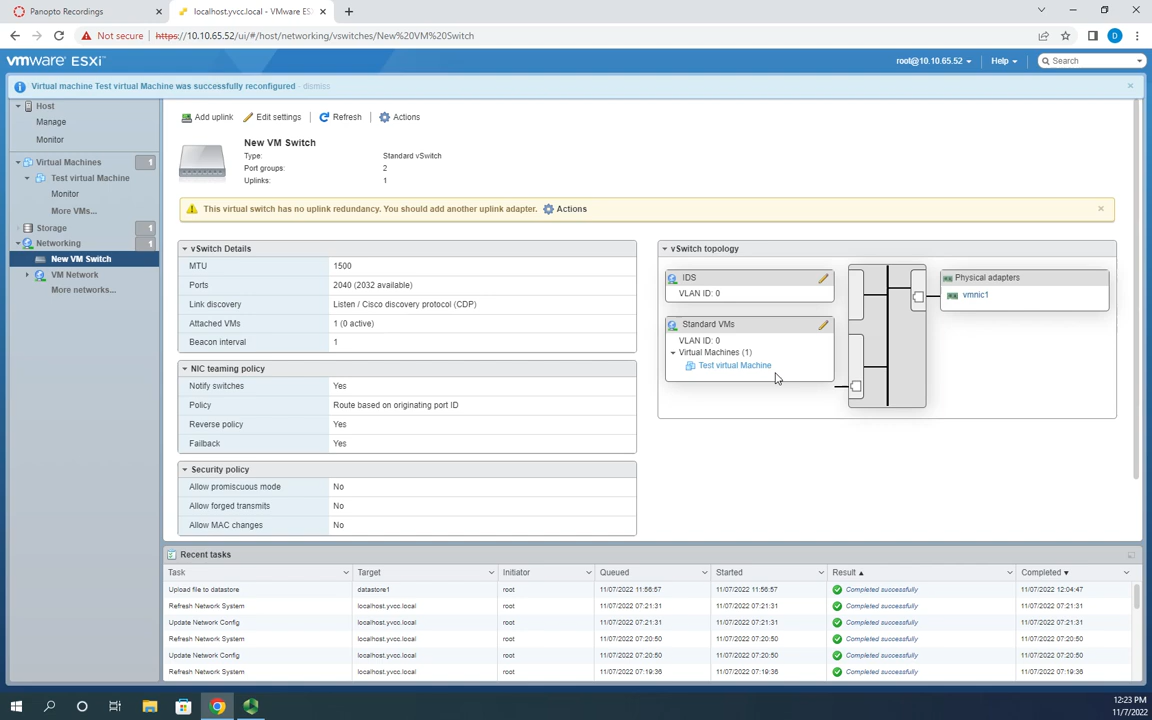 Panopto Recordings
localhost.yvcc.local - VMware ESX
Not secure
https://10.10.65.52/ui/#/host/networking/vswitches/New%20VM%20Switch
D
vmware ESXi
root@10.10.65.52
Help
Search
Virtual machine Test virtual Machine was successfully reconfigured - dismiss
Host
Manage
Monitor
Virtual Machines 1
Test virtual Machine
Monitor
More VMs...
Storage 1
Networking 1
New VM Switch
VM Network
More networks...
Add uplink
Edit settings
Refresh
Actions
New VM Switch
Type: Standard vSwitch
Port groups: 2
Uplinks: 1
This virtual switch has no uplink redundancy. You should add another uplink adapter. Actions
vSwitch Details
MTU 1500
Ports 2040 (2032 available)
Link discovery Listen / Cisco discovery protocol (CDP)
Attached VMs 1 (0 active)
Beacon interval 1
NIC teaming policy
Notify switches Yes
Policy Route based on originating port ID
Reverse policy Yes
Failback Yes
Security policy
Allow promiscuous mode No
Allow forged transmits No
Allow MAC changes No
vSwitch topology
IDS
VLAN ID: 0
Standard VMs
VLAN ID: 0
Virtual Machines (1)
Test virtual Machine
Physical adapters
vmnic1
Recent tasks
Task Target Initiator Queued Started Result Completed
Upload file to datastore datastore1 root 11/07/2022 11:56:57 11/07/2022 11:56:57 Completed successfully 11/07/2022 12:04:47
Refresh Network System localhost.yvcc.local root 11/07/2022 07:21:31 11/07/2022 07:21:31 Completed successfully 11/07/2022 07:21:31
Update Network Config localhost.yvcc.local root 11/07/2022 07:21:31 11/07/2022 07:21:31 Completed successfully 11/07/2022 07:21:31
Refresh Network System localhost.yvcc.local root 11/07/2022 07:20:50 11/07/2022 07:20:50 Completed successfully 11/07/2022 07:20:50
Update Network Config localhost.yvcc.local root 11/07/2022 07:20:50 11/07/2022 07:20:50 Completed successfully 11/07/2022 07:20:50
Refresh Network System localhost.yvcc.local root 11/07/2022 07:19:36 11/07/2022 07:19:36 Completed successfully 11/07/2022 07:19:36
12:23 PM
11/7/2022